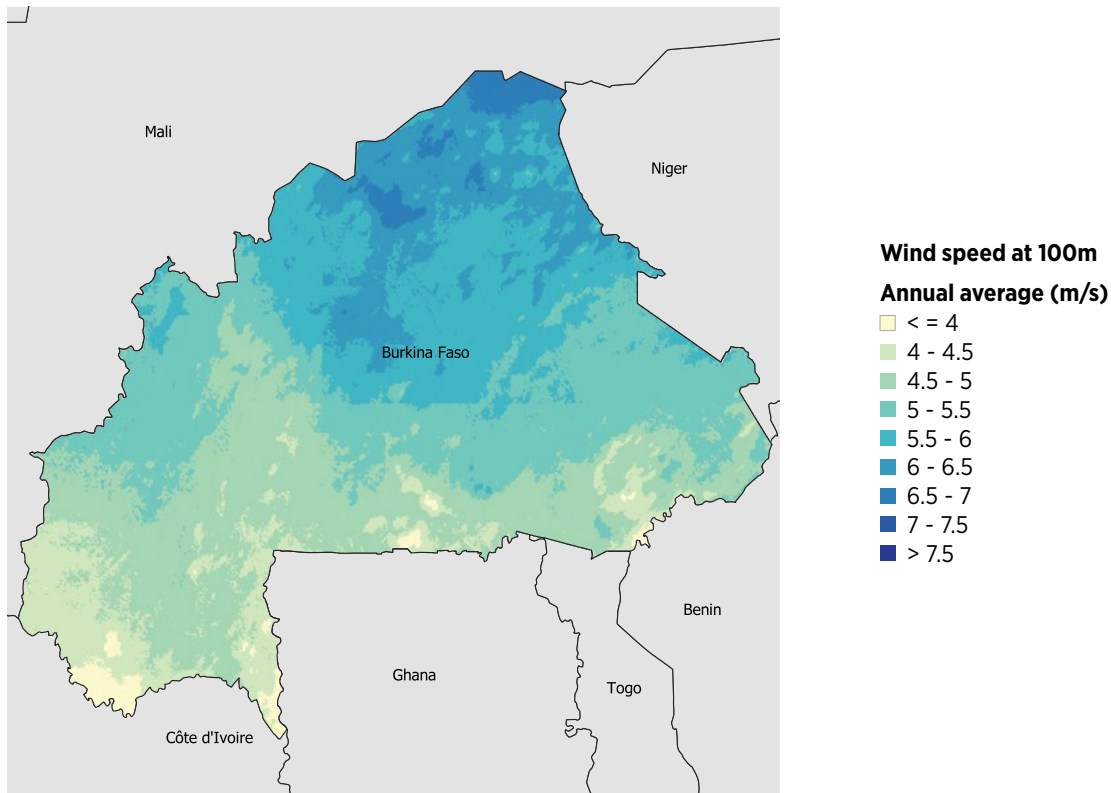 Mali
Niger
Burkina Faso
Benin
Ghana
Togo
Côte d'Ivoire
Wind speed at 100m
Annual average (m/s)
< = 4
4 - 4.5
4.5 - 5
5 - 5.5
5.5 - 6
6 - 6.5
6.5 - 7
7 - 7.5
> 7.5